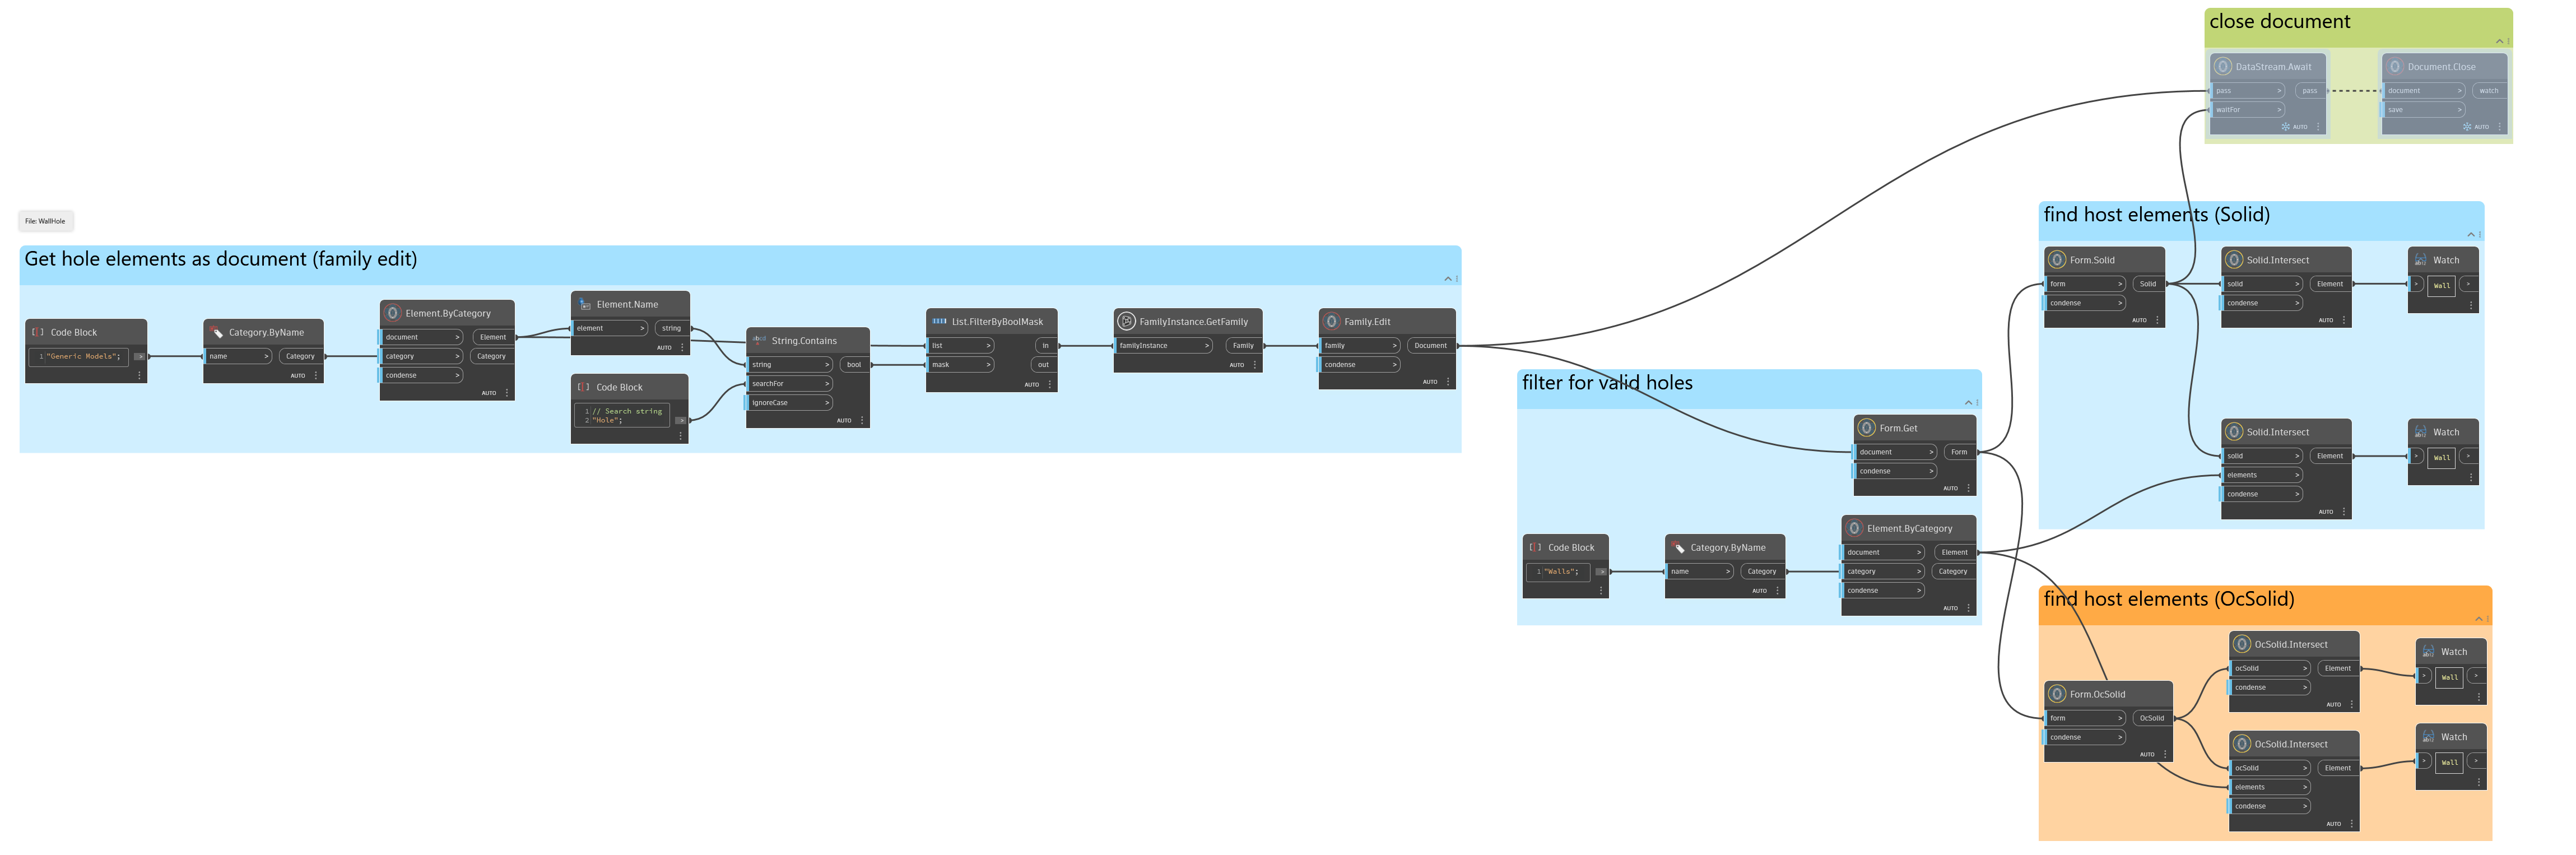 close document
DataStream.Await
pass >
pass
waitFor >
AUTO
Document.Close
document >
watch
save >
AUTO
File: WallHole
Get hole elements as document (family edit)
Code Block
1 "Generic Models";
>
Category.ByName
name >
Category
AUTO
Element.ByCategory
document >
Element
category >
Category
condense >
AUTO
Element.Name
element >
string
AUTO
Code Block
1 // Search string
2 "Hole";
>
String.Contains
string >
bool
searchFor >
ignoreCase >
AUTO
List.FilterByBoolMask
list >
in
mask >
out
AUTO
FamilyInstance.GetFamily
familyInstance >
Family
AUTO
Family.Edit
family >
Document
condense >
AUTO
filter for valid holes
Form.Get
document >
Form
condense >
AUTO
Code Block
1 "Walls";
>
Category.ByName
name >
Category
AUTO
Element.ByCategory
document >
Element
category >
Category
condense >
AUTO
find host elements (Solid)
Form.Solid
form >
Solid
condense >
AUTO
Solid.Intersect
solid >
Element
condense >
AUTO
Watch
> Wall >
Solid.Intersect
solid >
Element
elements >
condense >
AUTO
Watch
> Wall >
find host elements (OcSolid)
Form.OcSolid
form >
OcSolid
condense >
AUTO
OcSolid.Intersect
ocSolid >
Element
condense >
AUTO
Watch
> Wall >
OcSolid.Intersect
ocSolid >
Element
elements >
condense >
AUTO
Watch
> Wall >